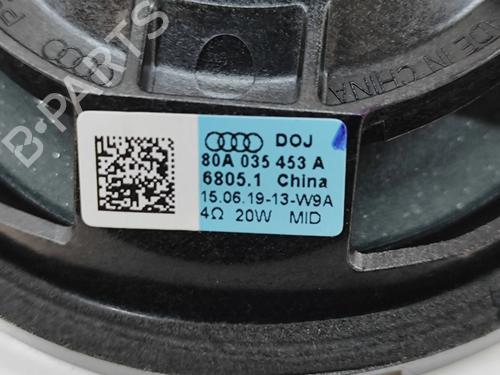 DOJ
80A 035 453 A
6805.1 China
15.06.19-13-W9A
4Ω 20W MID
MADE IN CHINA
B-PARTS